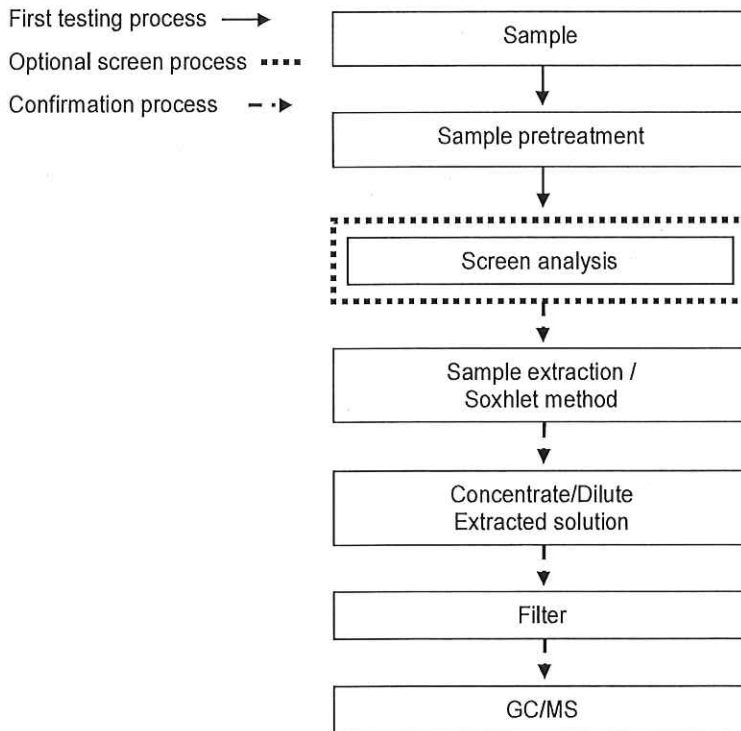 First testing process
Optional screen process
Confirmation process
Sample
Sample pretreatment
Screen analysis
Sample extraction /
Soxhlet method
Concentrate/Dilute
Extracted solution
Filter
GC/MS